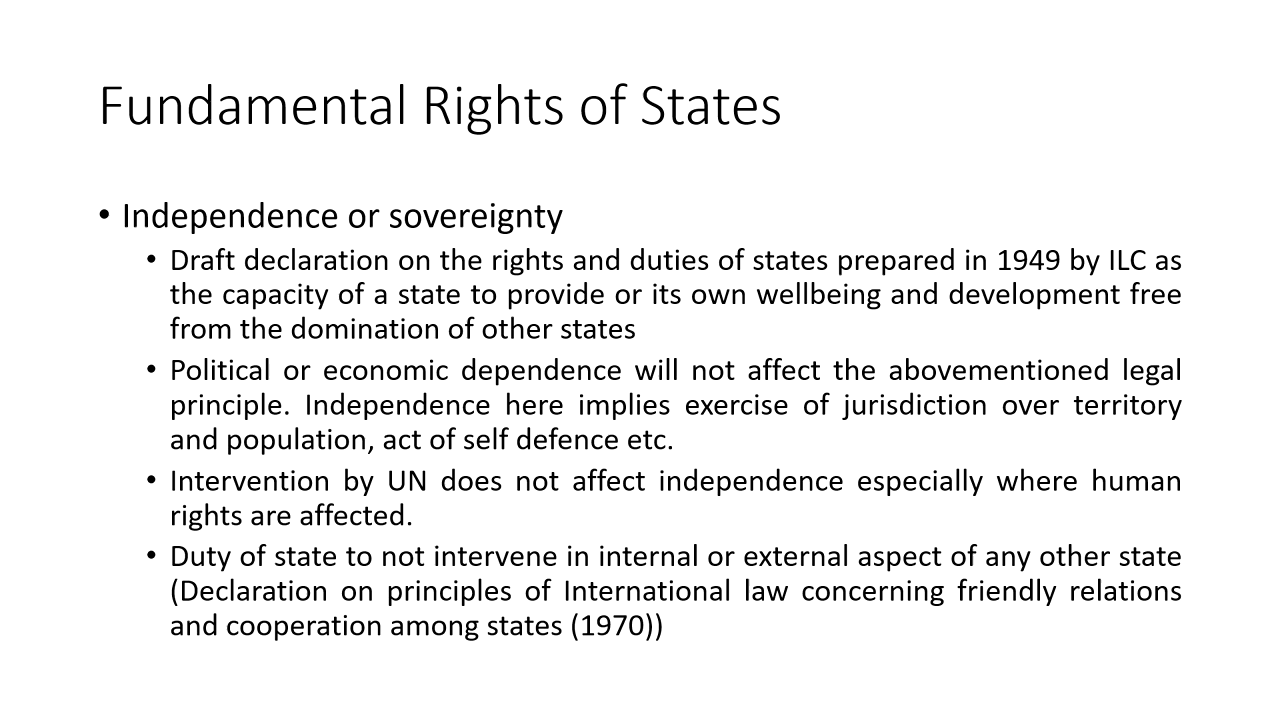 Fundamental Rights of States
• Independence or sovereignty
• Draft declaration on the rights and duties of states prepared in 1949 by ILC as
the capacity of a state to provide or its own wellbeing and development free
from the domination of other states
• Political or economic dependence will not affect the abovementioned legal
principle. Independence here implies exercise of jurisdiction over territory
and population, act of self defence etc.
• Intervention by UN does not affect independence especially where human
rights are affected.
• Duty of state to not intervene in internal or external aspect of any other state
(Declaration on principles of International law concerning friendly relations
and cooperation among states (1970))